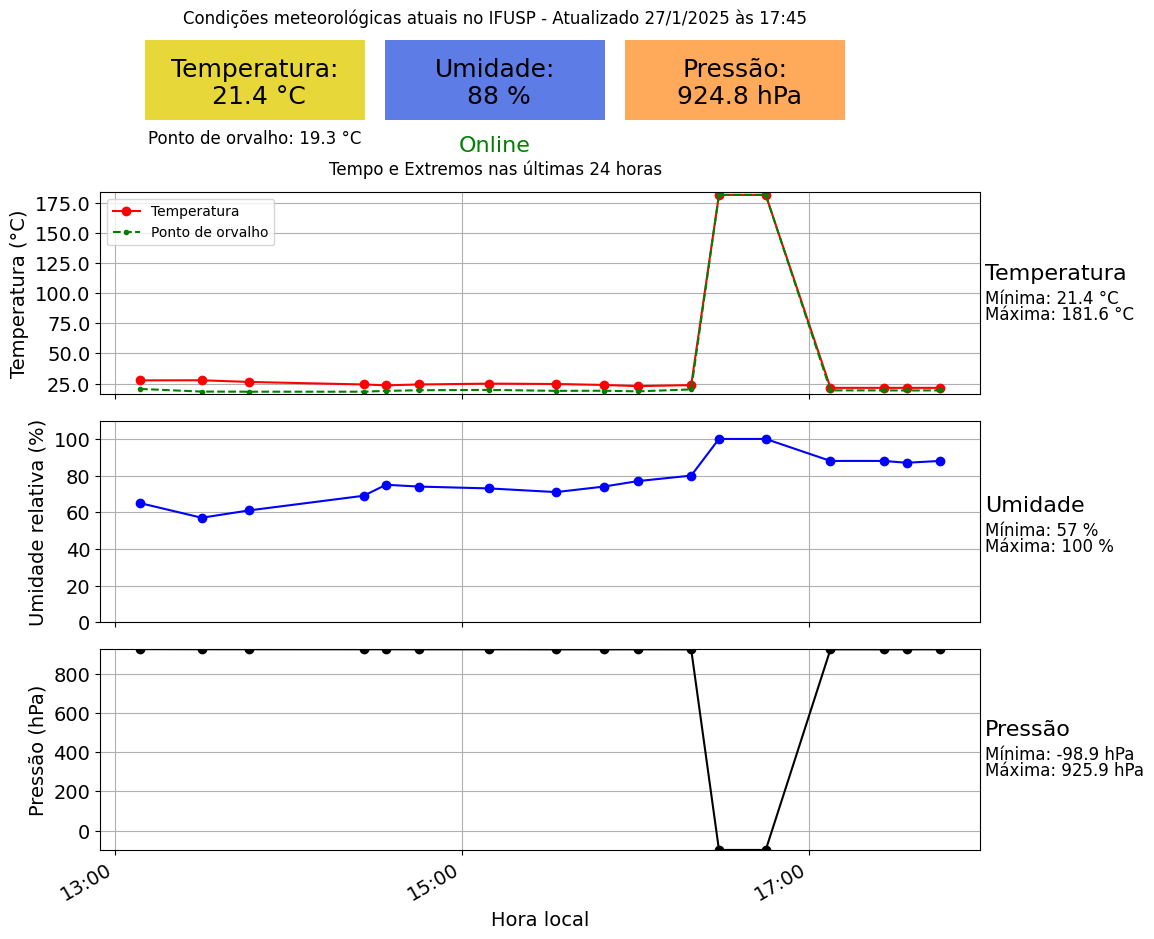 Condições meteorológicas atuais no IFUSP - Atualizado 27/1/2025 às 17:45
Temperatura:
21.4 °C
Umidade:
88 %
Pressão:
924.8 hPa
Ponto de orvalho: 19.3 °C
Online
Tempo e Extremos nas últimas 24 horas
Temperatura (°C)
175.0
150.0
125.0
100.0
75.0
50.0
25.0
Temperatura
Ponto de orvalho
Temperatura
Mínima: 21.4 °C
Máxima: 181.6 °C
Umidade relativa (%)
100
80
60
40
20
0
Umidade
Mínima: 57 %
Máxima: 100 %
Pressão (hPa)
800
600
400
200
0
Pressão
Mínima: -98.9 hPa
Máxima: 925.9 hPa
13:00
15:00
17:00
Hora local